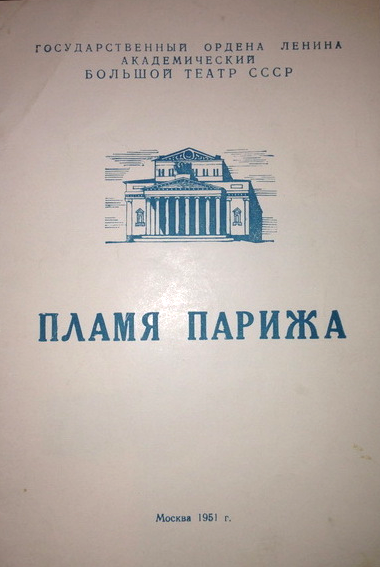 ГОСУДАРСТВЕННЫЙ ОРДЕНА ЛЕНИНА
АКАДЕМИЧЕСКИЙ
БОЛЬШОЙ ТЕАТР СССР
ПЛАМЯ ПАРИЖА
Москва 1951 г.